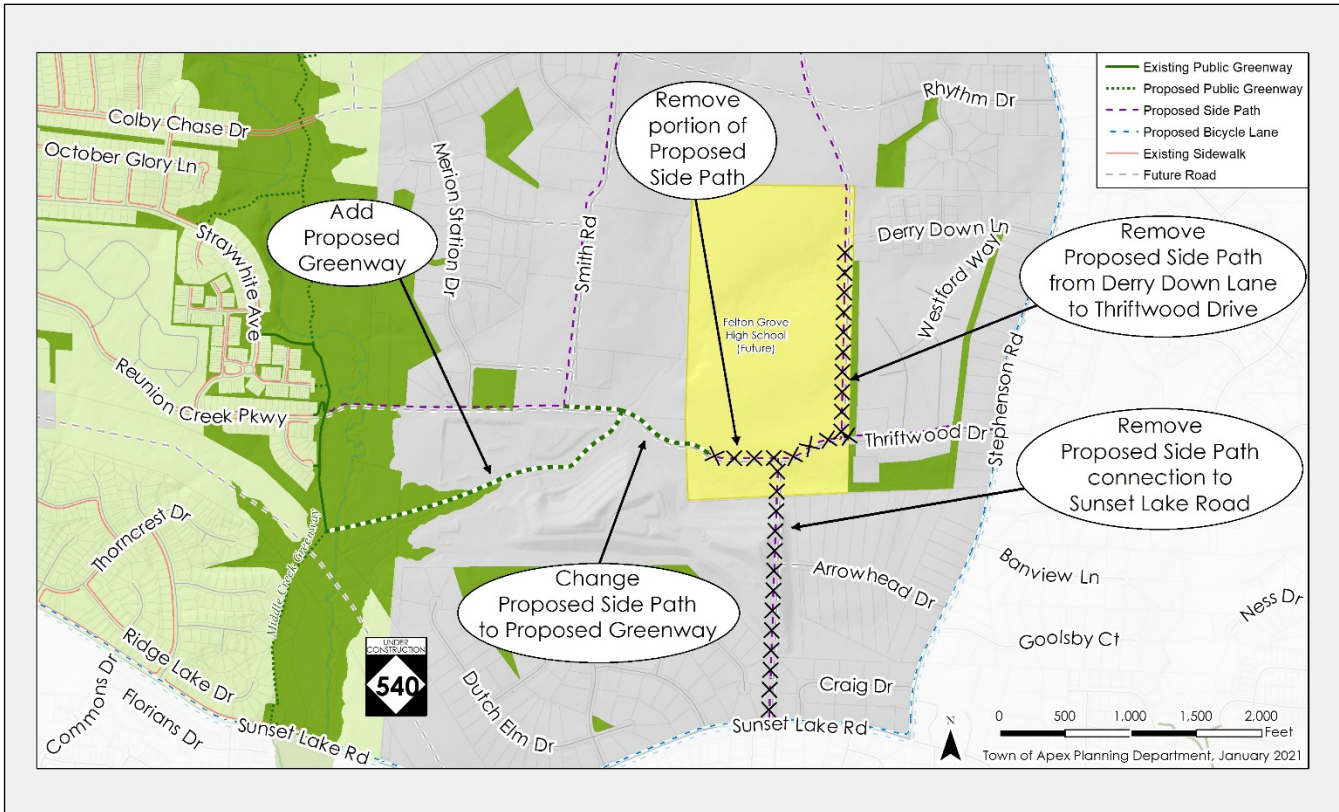 Existing Public Greenway
Proposed Public Greenway
Proposed Side Path
Proposed Bicycle Lane
Existing Sidewalk
Future Road
Colby Chase Dr
October Glory Ln
Merion Station Dr
Smith Rd
Remove
portion of
Proposed
Side Path
Rhythm Dr
Add
Proposed
Greenway
Straywhite Ave
Derry Down Ln
Westford Way
Remove
Proposed Side Path
from Derry Down Lane
to Thriftwood Drive
Felton Grove
High School
(Future)
Reunion Creek Pkwy
Thriftwood Dr
Stephenson Rd
Remove
Proposed Side Path
connection to
Sunset Lake Road
Thorncrest Dr
Middle Creek Greenway
Change
Proposed Side Path
to Proposed Greenway
Arrowhead Dr
Banview Ln
Ness Dr
Goolsby Ct
Ridge Lake Dr
UNDER
CONSTRUCTION
540
Commons Dr
Florians Dr
Sunset Lake Rd
Dutch Elm Dr
Craig Dr
Sunset Lake Rd
N
0 500 1,000 1,500 2,000
Feet
Town of Apex Planning Department, January 2021